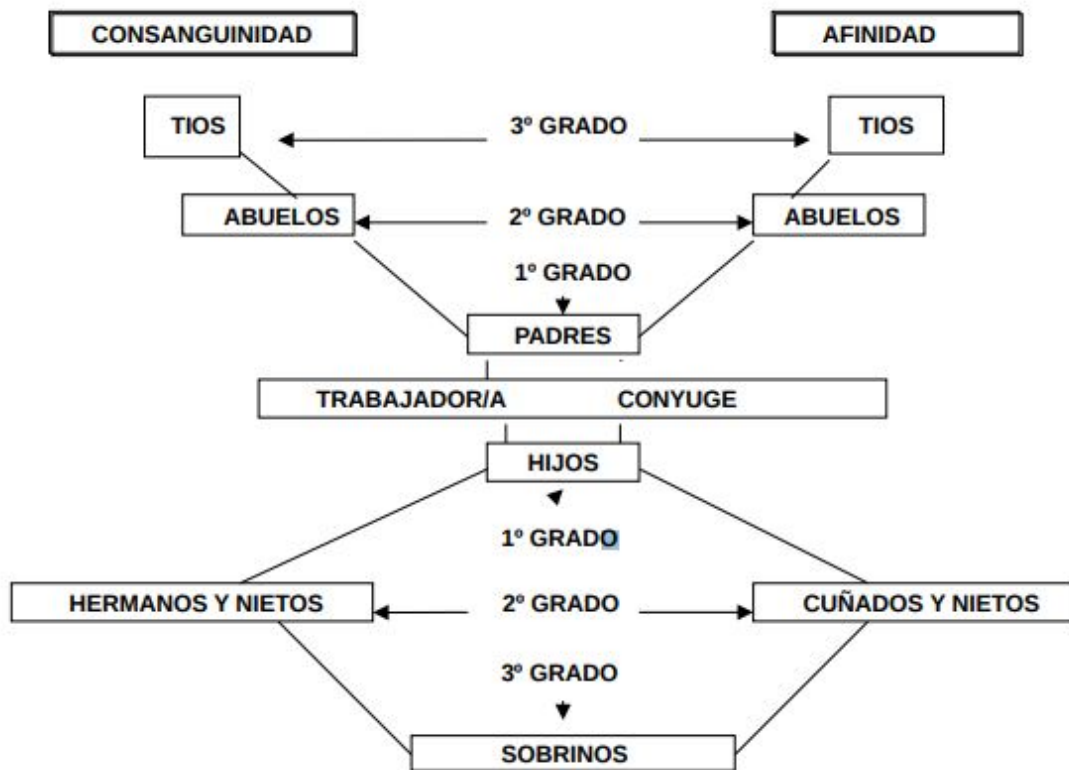 CONSANGUINIDAD AFINIDAD
TIOS 3º GRADO TIOS
ABUELOS 2º GRADO ABUELOS
1º GRADO
PADRES
TRABAJADOR/A CONYUGE
HIJOS
1º GRADO
HERMANOS Y NIETOS 2º GRADO CUÑADOS Y NIETOS
3º GRADO
SOBRINOS